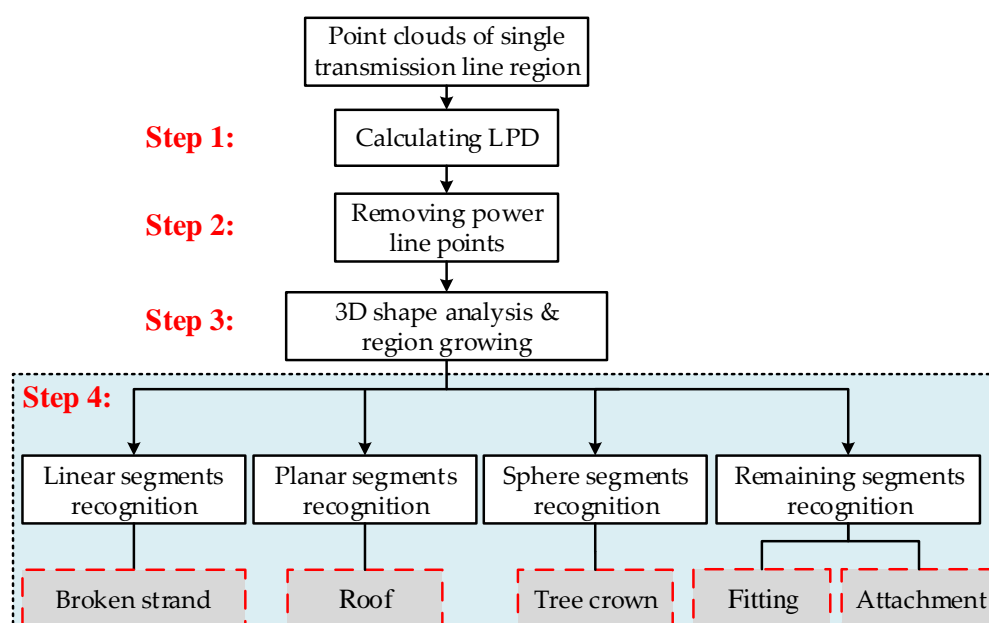 Point clouds of single
transmission line region
Step 1:
Calculating LPD
Step 2:
Removing power
line points
Step 3:
3D shape analysis &
region growing
Step 4:
Linear segments
recognition
Planar segments
recognition
Sphere segments
recognition
Remaining segments
recognition
Broken strand
Roof
Tree crown
Fitting
Attachment